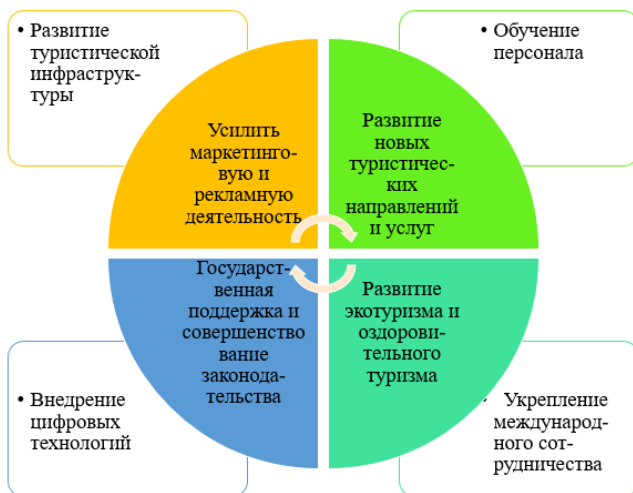 • Развитие
туристической
инфраструк-
туры
• Обучение
персонала
Усилить
маркетинго-
вую и
рекламную
деятельность
Развитие
новых
туристичес-
ких
направлений
и услуг
Государст-
венная
поддержка и
совершенство
вание
законода-
тельства
Развитие
экотуризма и
оздорови-
тельного
туризма
• Внедрение
цифровых
технологий
• Укрепление
международ-
ного сот-
рудничества